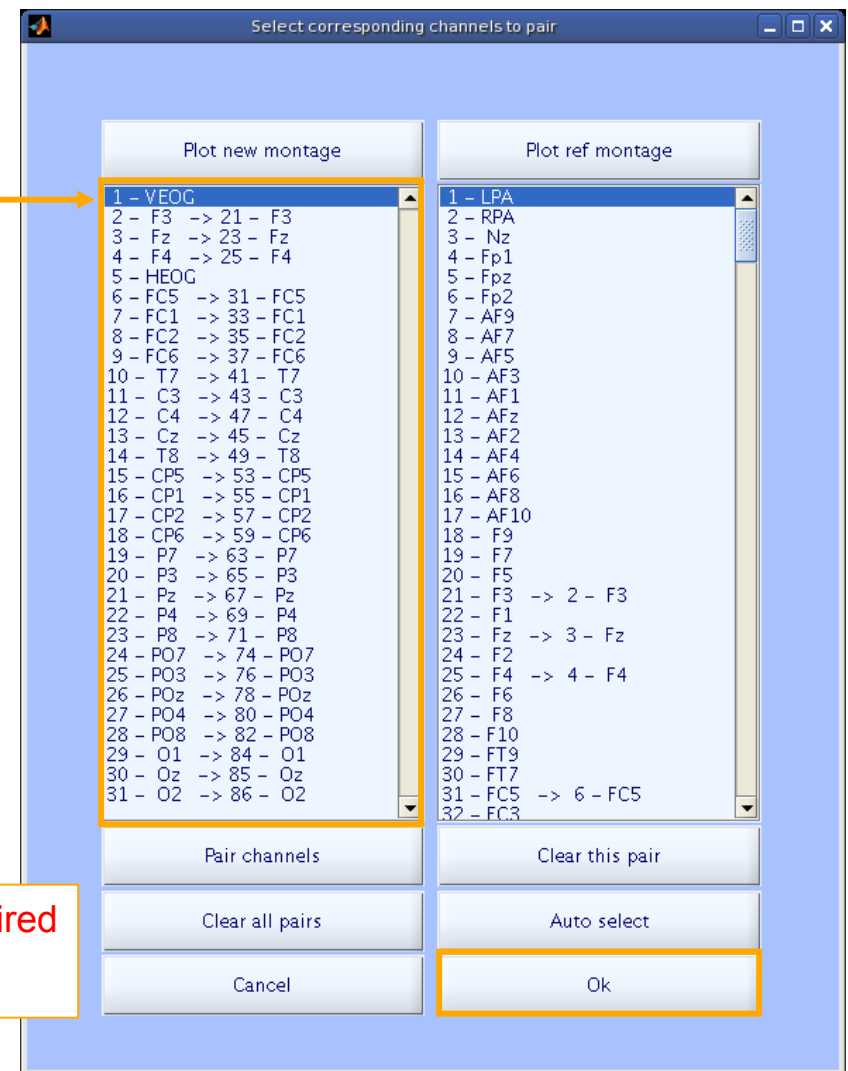 Select corresponding channels to pair
Plot new montage
Plot ref montage
1 – VEOG
2 – F3 -> 21 – F3
3 – Fz -> 23 – Fz
4 – F4 -> 25 – F4
5 – HEOG
6 – FC5 -> 31 – FC5
7 – FC1 -> 33 – FC1
8 – FC2 -> 35 – FC2
9 – FC6 -> 37 – FC6
10 – T7 -> 41 – T7
11 – C3 -> 43 – C3
12 – C4 -> 47 – C4
13 – Cz -> 45 – Cz
14 – T8 -> 49 – T8
15 – CP5 -> 53 – CP5
16 – CP1 -> 55 – CP1
17 – CP2 -> 57 – CP2
18 – CP6 -> 59 – CP6
19 – P7 -> 63 – P7
20 – P3 -> 65 – P3
21 – Pz -> 67 – Pz
22 – P4 -> 69 – P4
23 – P8 -> 71 – P8
24 – PO7 -> 74 – PO7
25 – PO3 -> 76 – PO3
26 – POz -> 78 – POz
27 – PO4 -> 80 – PO4
28 – PO8 -> 82 – PO8
29 – O1 -> 84 – O1
30 – Oz -> 85 – Oz
31 – O2 -> 86 – O2
1 – LPA
2 – RPA
3 – Nz
4 – Fp1
5 – Fpz
6 – Fp2
7 – AF9
8 – AF7
9 – AF5
10 – AF3
11 – AF1
12 – AFz
13 – AF2
14 – AF4
15 – AF6
16 – AF8
17 – AF10
18 – F9
19 – F7
20 – F5
21 – F3 -> 2 – F3
22 – F1
23 – Fz -> 3 – Fz
24 – F2
25 – F4 -> 4 – F4
26 – F6
27 – F8
28 – F10
29 – FT9
30 – FT7
31 – FC5 -> 6 – FC5
32 – FC3
Pair channels
Clear this pair
ired
Clear all pairs
Auto select
Cancel
Ok